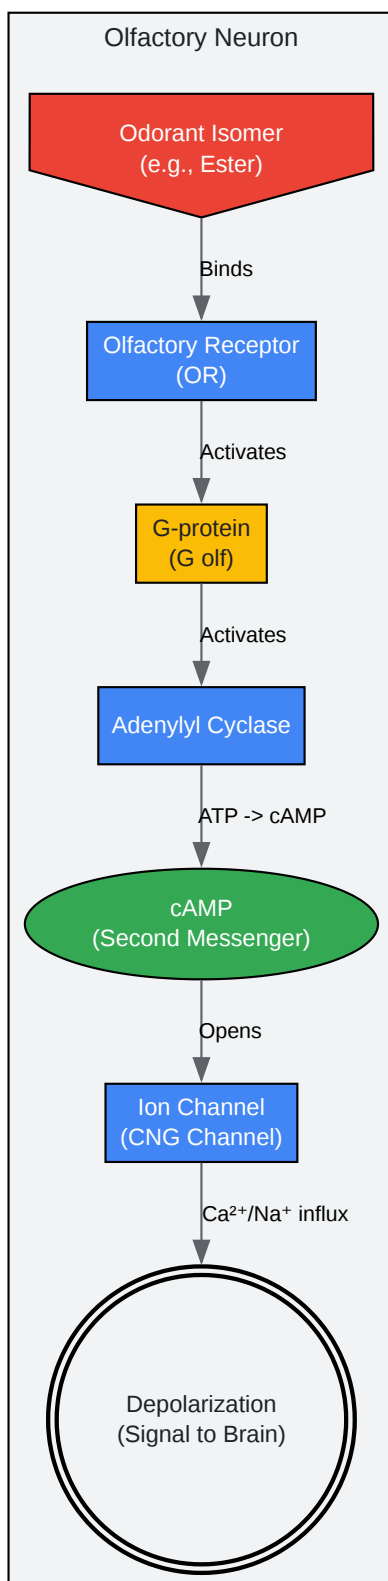 Olfactory Neuron
Odorant Isomer
(e.g., Ester)
Binds
Olfactory Receptor
(OR)
Activates
G-protein
(G olf)
Activates
Adenylyl Cyclase
ATP -> cAMP
cAMP
(Second Messenger)
Opens
Ion Channel
(CNG Channel)
Ca²⁺/Na⁺ influx
Depolarization
(Signal to Brain)